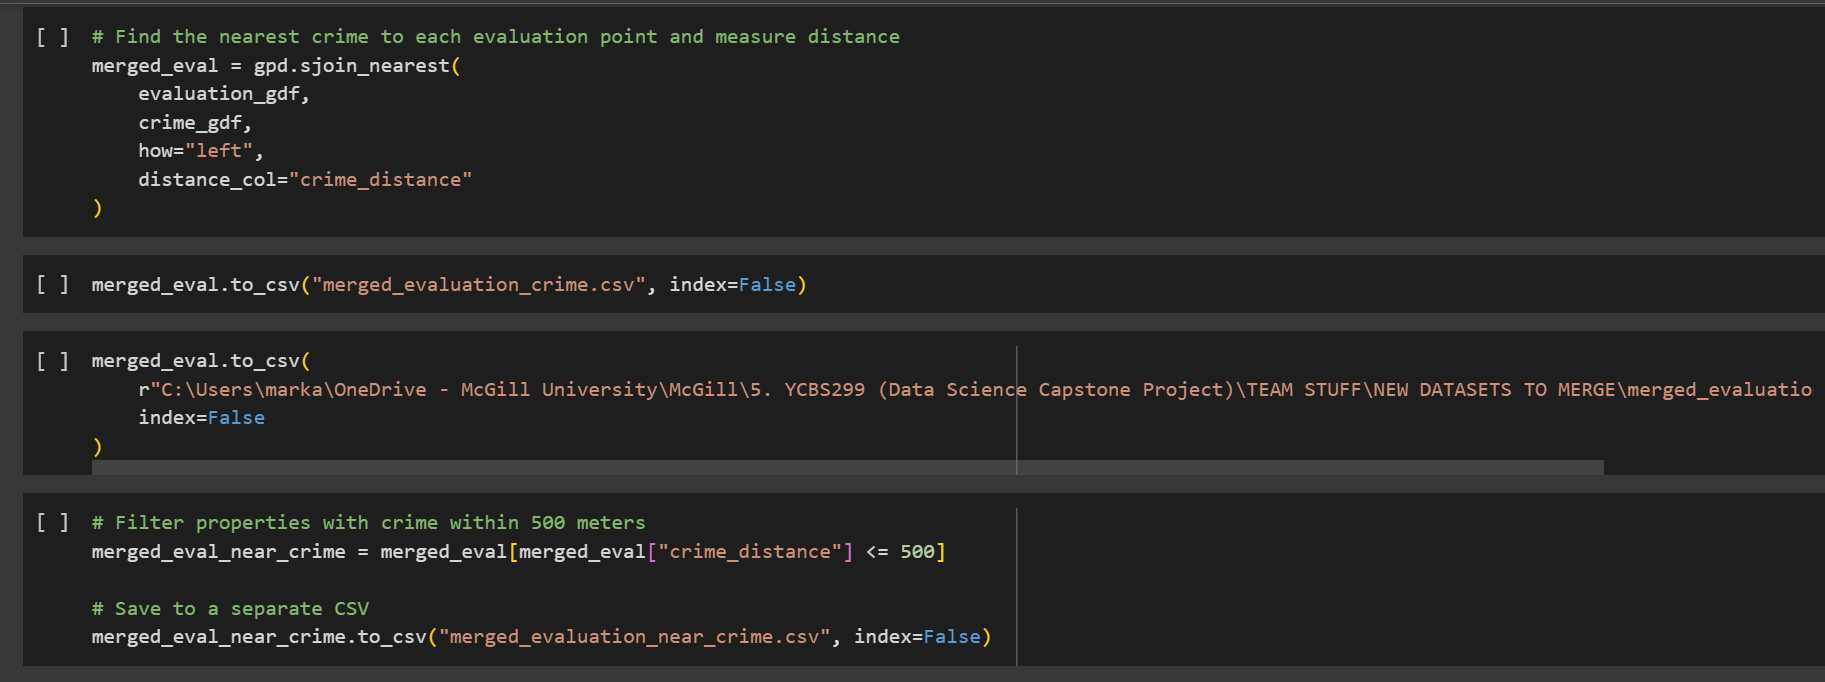 [ ] # Find the nearest crime to each evaluation point and measure distance
merged_eval = gpd.sjoin_nearest(
    evaluation_gdf,
    crime_gdf,
    how="left",
    distance_col="crime_distance"
)
[ ] merged_eval.to_csv("merged_evaluation_crime.csv", index=False)
[ ] merged_eval.to_csv(
    r"C:\Users\marka\OneDrive - McGill University\McGill\5. YCBS299 (Data Science Capstone Project)\TEAM STUFF\NEW DATASETS TO MERGE\merged_evaluatio
    index=False
)
[ ] # Filter properties with crime within 500 meters
merged_eval_near_crime = merged_eval[merged_eval["crime_distance"] <= 500]
# Save to a separate CSV
merged_eval_near_crime.to_csv("merged_evaluation_near_crime.csv", index=False)